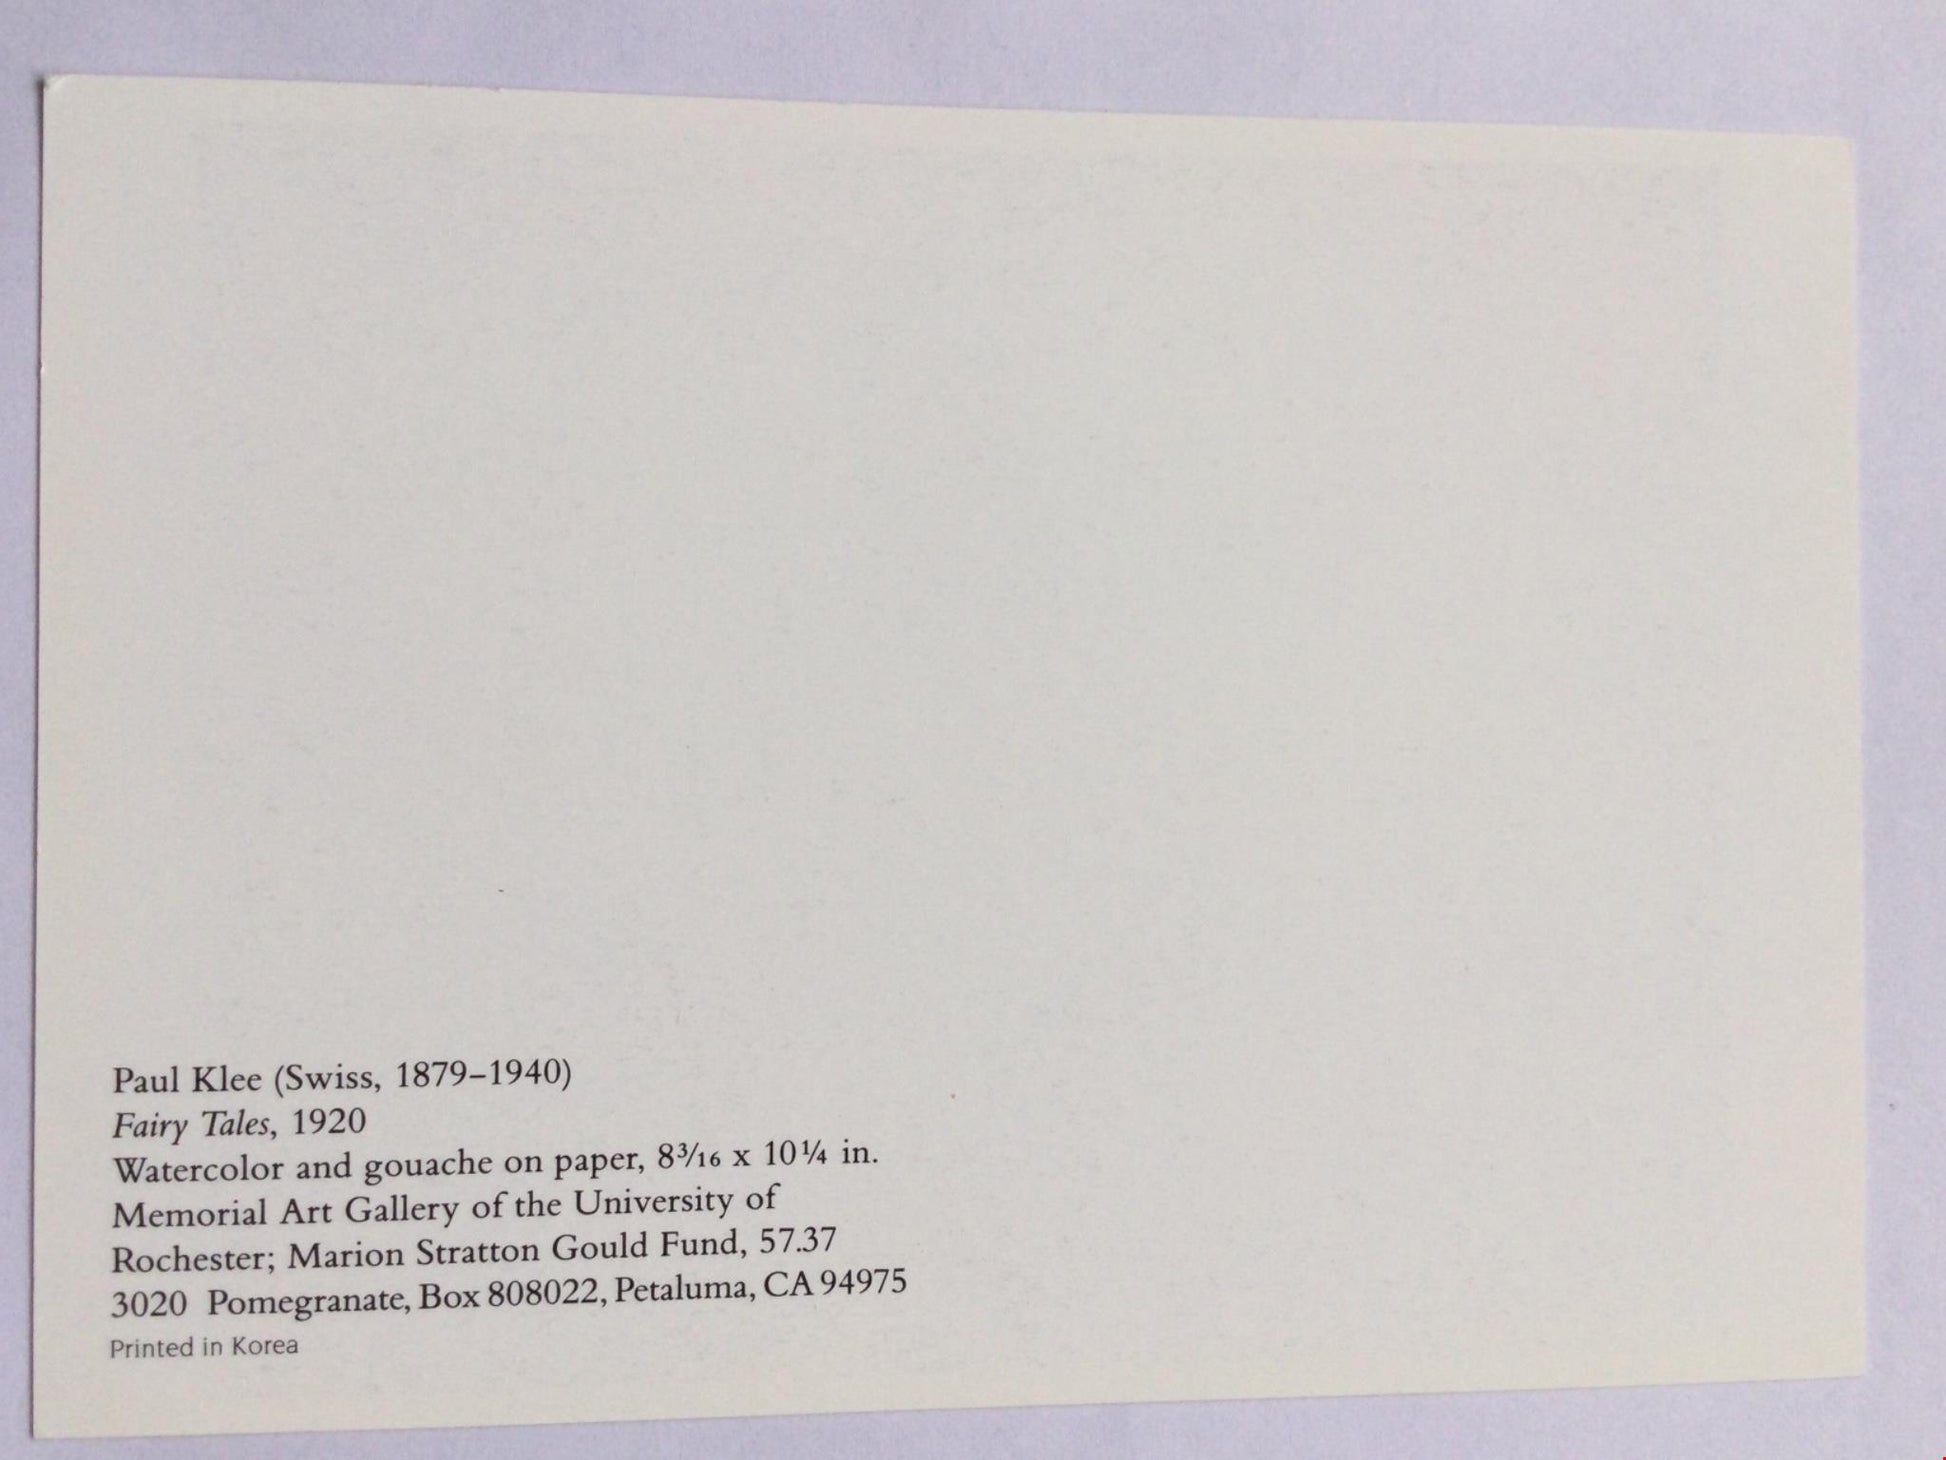 Paul Klee (Swiss, 1879–1940)
Fairy Tales, 1920
Watercolor and gouache on paper, 8³⁄₁₆ x 10¼ in.
Memorial Art Gallery of the University of
Rochester; Marion Stratton Gould Fund, 57.37
3020 Pomegranate, Box 808022, Petaluma, CA 94975
Printed in Korea